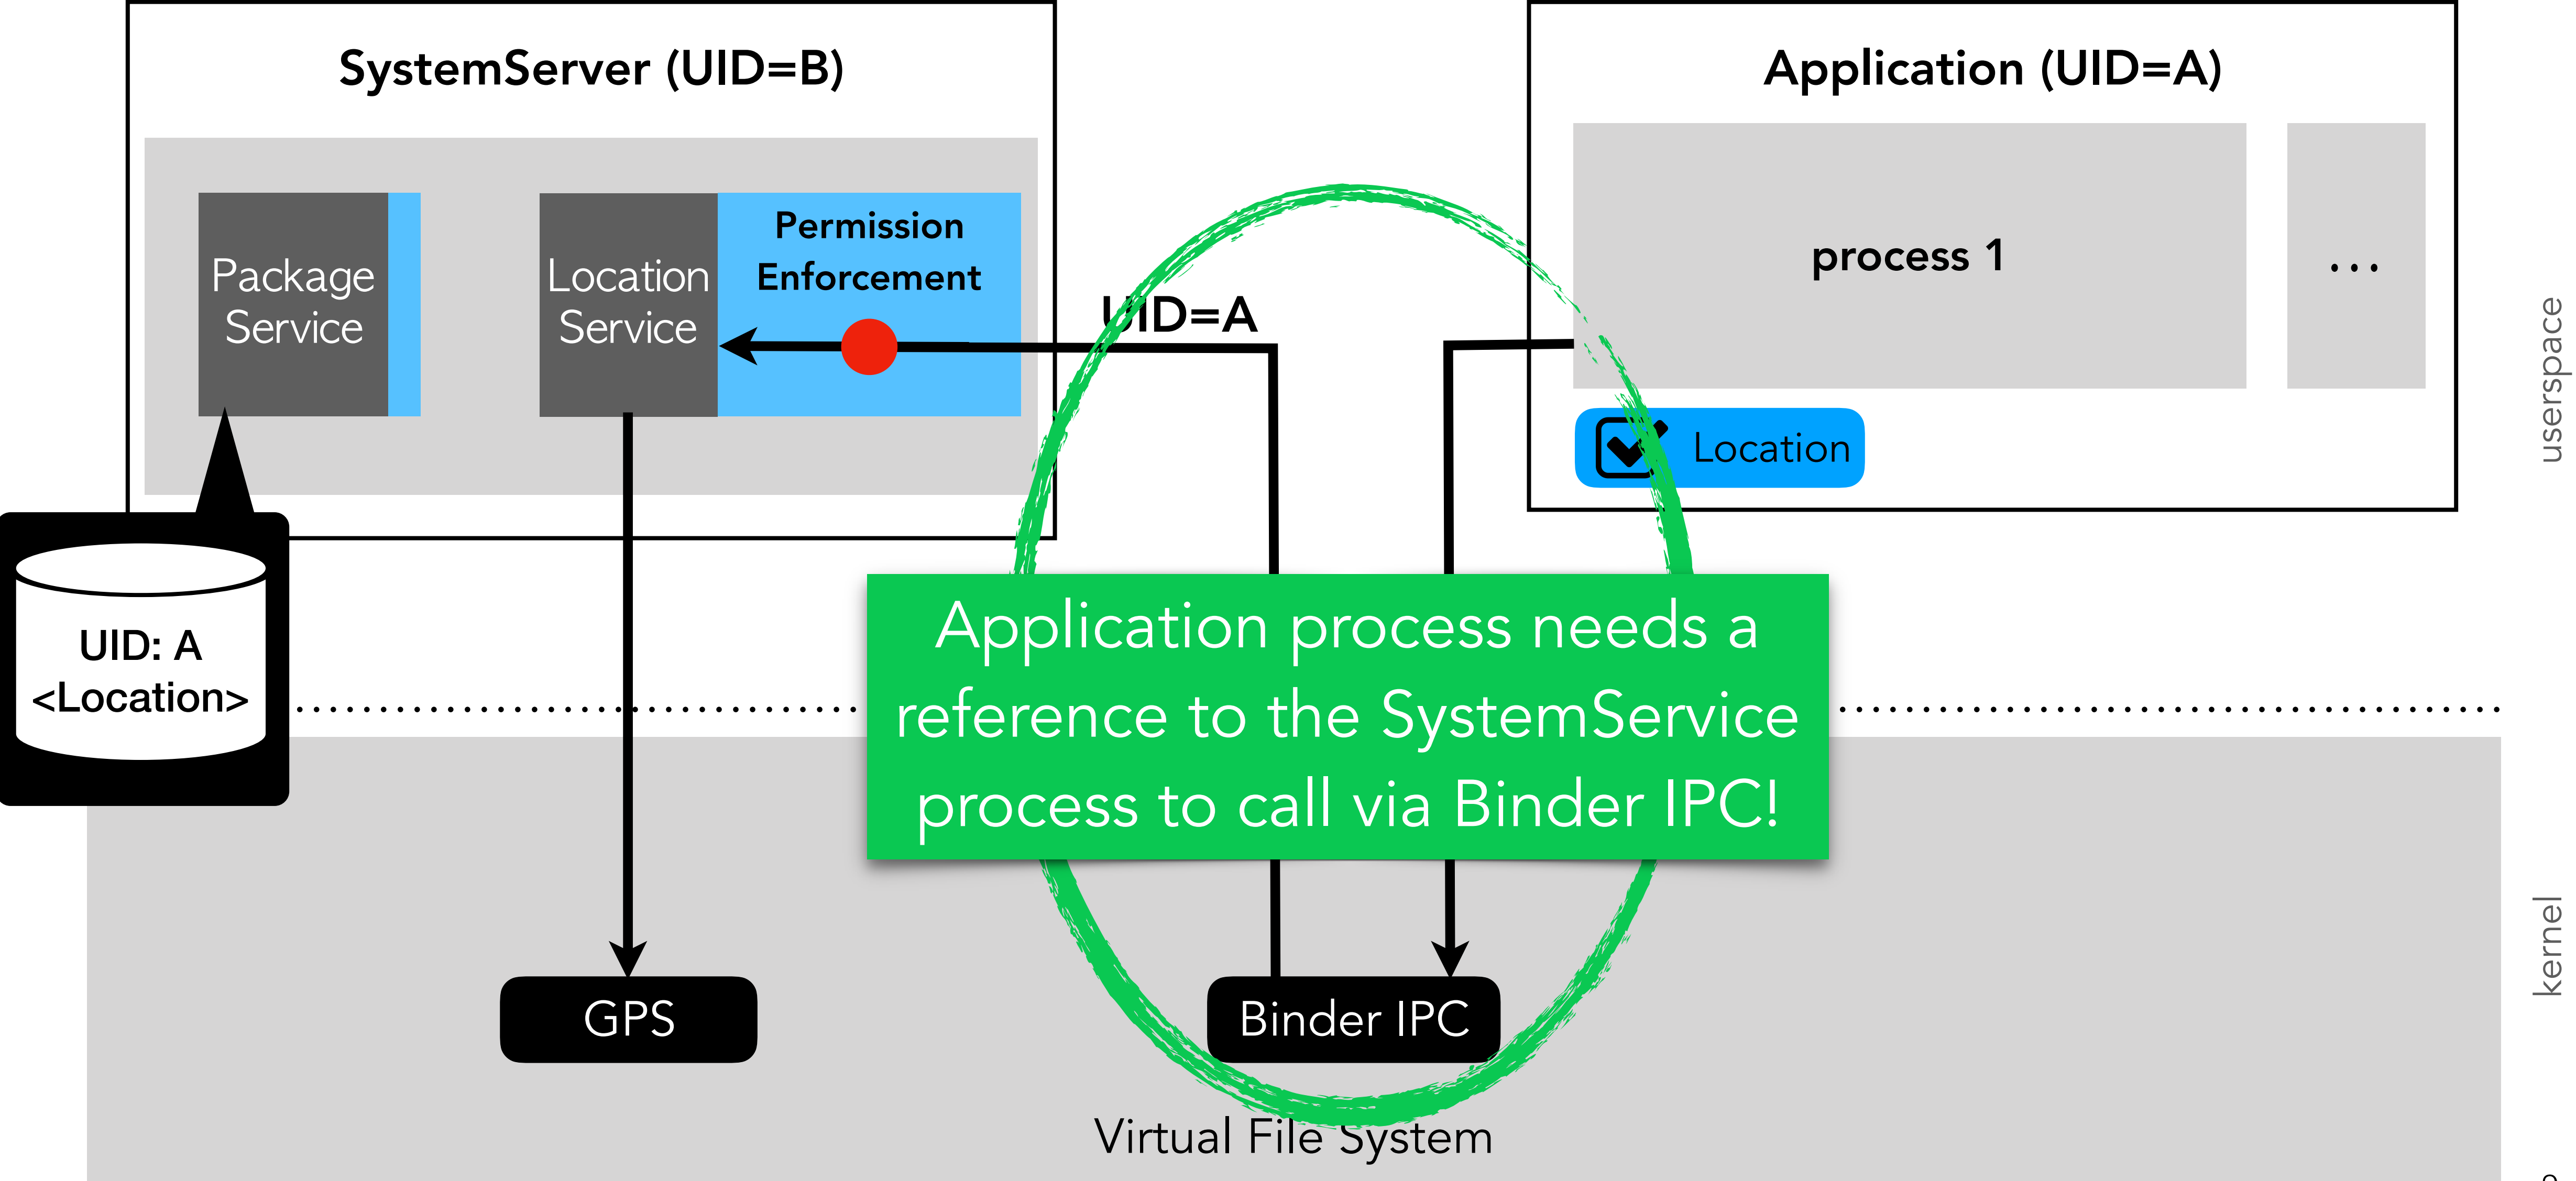 SystemServer (UID=B)
Application (UID=A)
Package
Service
Location
Service
Permission
Enforcement
UID=A
process 1
...
Location
userspace
UID: A
<Location>
Application process needs a
reference to the SystemService
process to call via Binder IPC!
kernel
GPS
Binder IPC
Virtual File System